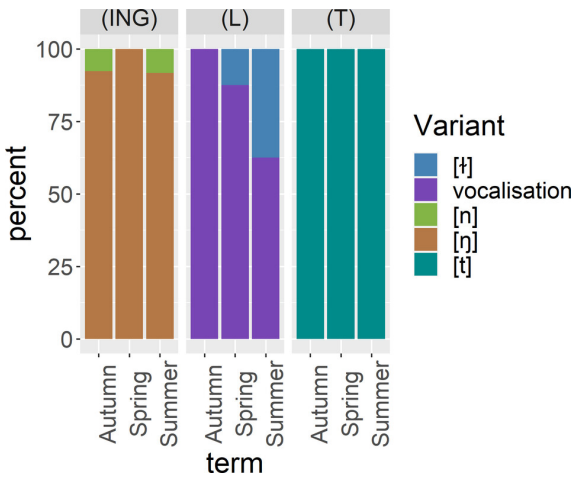 (ING) (L) (T)
100
75
50
25
0
percent
Autumn Spring Summer Autumn Spring Summer Autumn Spring Summer
term
Variant
[ɫ]
vocalisation
[n]
[ŋ]
[t]